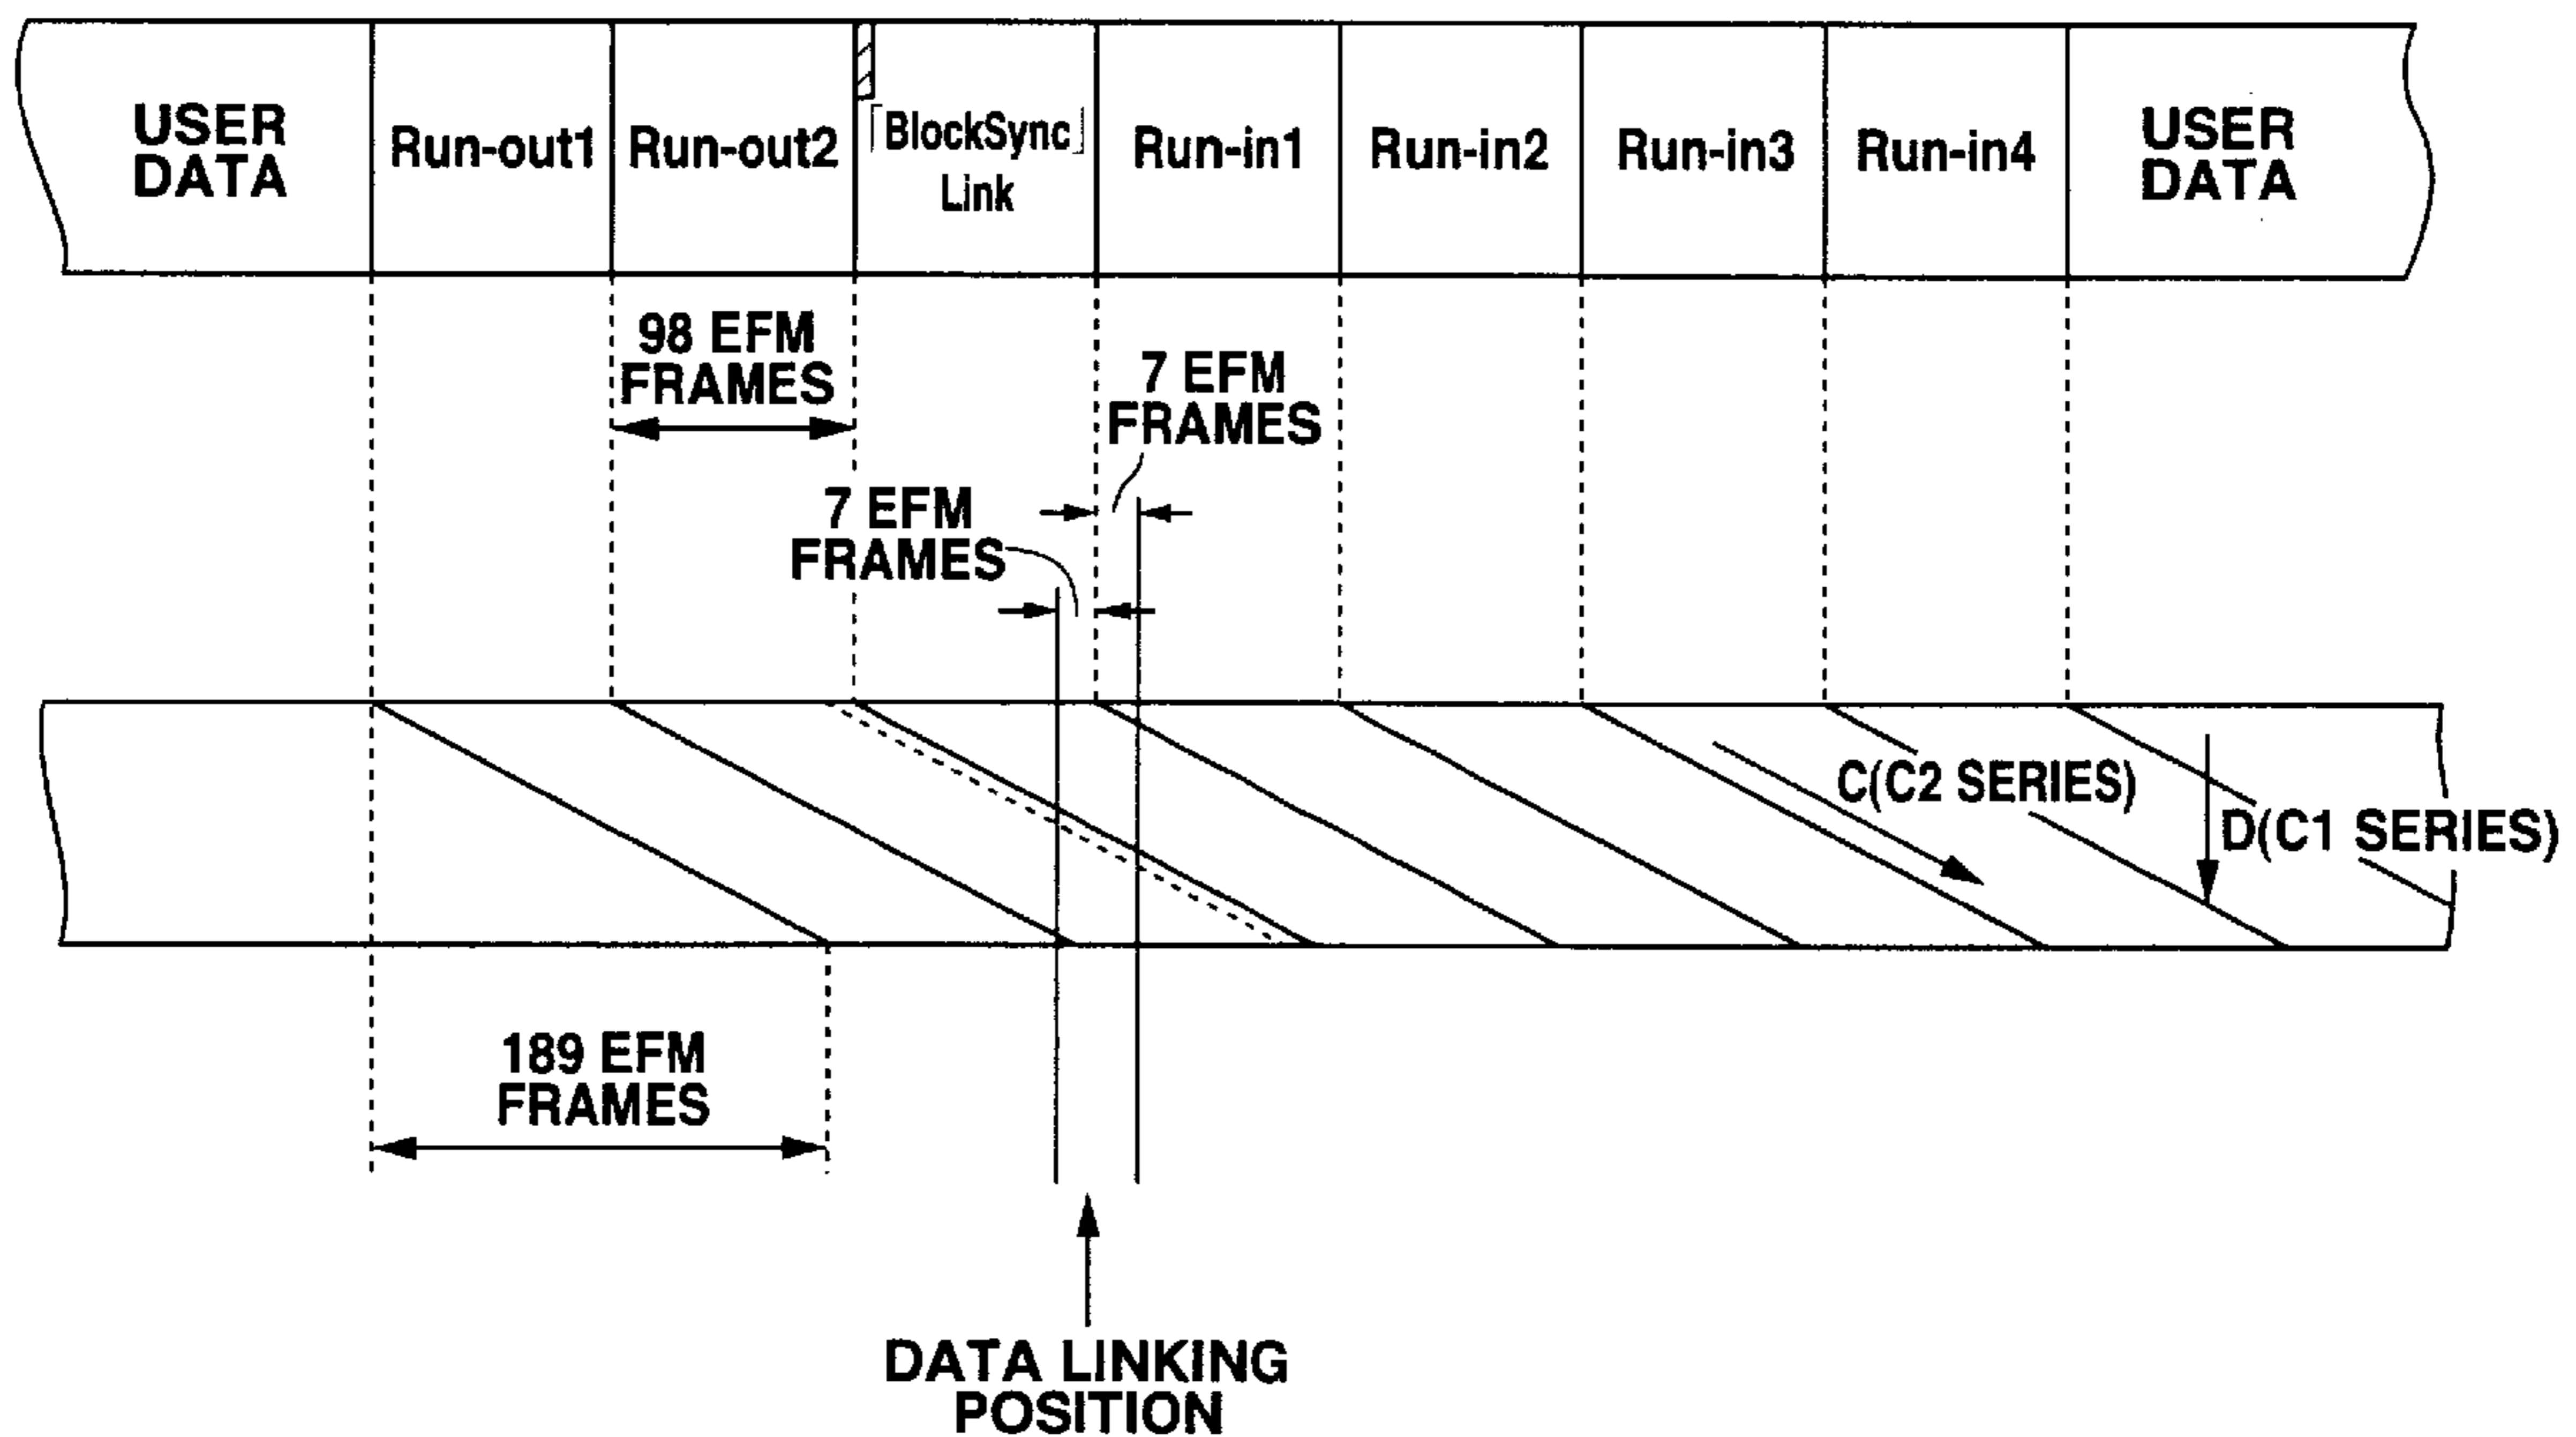 USER
DATA
Run-out1
Run-out2
「BlockSync」
Link
Run-in1
Run-in2
Run-in3
Run-in4
USER
DATA
98 EFM
FRAMES
7 EFM
FRAMES
7 EFM
FRAMES
C(C2 SERIES)
D(C1 SERIES)
189 EFM
FRAMES
DATA LINKING
POSITION